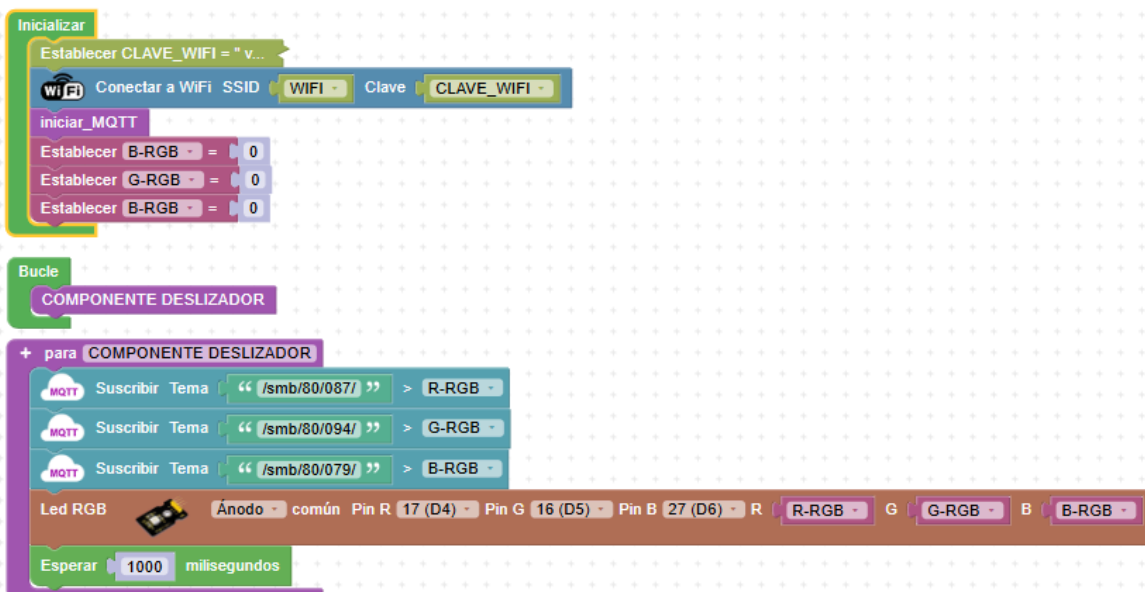 Inicializar
Establecer CLAVE_WIFI = " v...
WiFi Conectar a WiFi SSID WIFI Clave CLAVE_WIFI
iniciar_MQTT
Establecer B-RGB = 0
Establecer G-RGB = 0
Establecer B-RGB = 0
Bucle
COMPONENTE DESLIZADOR
+ para COMPONENTE DESLIZADOR
MQTT Suscribir Tema “ /smb/80/087/ ” > R-RGB
MQTT Suscribir Tema “ /smb/80/094/ ” > G-RGB
MQTT Suscribir Tema “ /smb/80/079/ ” > B-RGB
Led RGB Ánodo común Pin R 17 (D4) Pin G 16 (D5) Pin B 27 (D6) R R-RGB G G-RGB B B-RGB
Esperar 1000 milisegundos